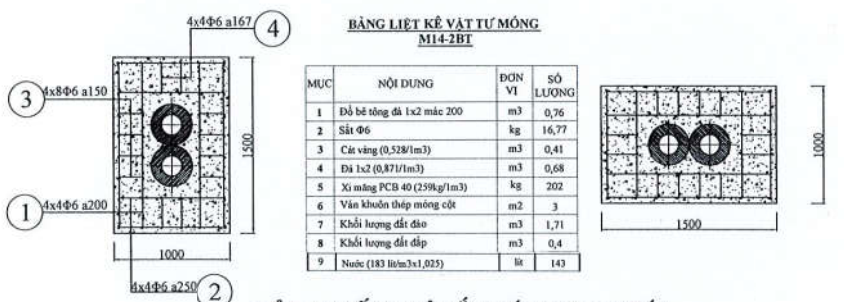 4x4Φ6 a167
4
4x8Φ6 a150
3
4x4Φ6 a200
1
4x4Φ6 a250
2
1500
1000
BẢNG LIỆT KÊ VẬT TƯ MÓNG
M14-2BT
MỤC NỘI DUNG ĐƠN VỊ SỐ LƯỢNG
1 Đổ bê tông đá 1x2 mác 200 m3 0,76
2 Sắt Φ6 kg 16,77
3 Cát vàng (0,528/1m3) m3 0,41
4 Đá 1x2 (0,871/1m3) m3 0,68
5 Xi măng PCB 40 (259kg/1m3) kg 202
6 Ván khuôn thép móng cột m2 3
7 Khối lượng đất đào m3 1,71
8 Khối lượng đất đắp m3 0,4
9 Nước (183 lít/m3x1,025) lít 143
1000
1500